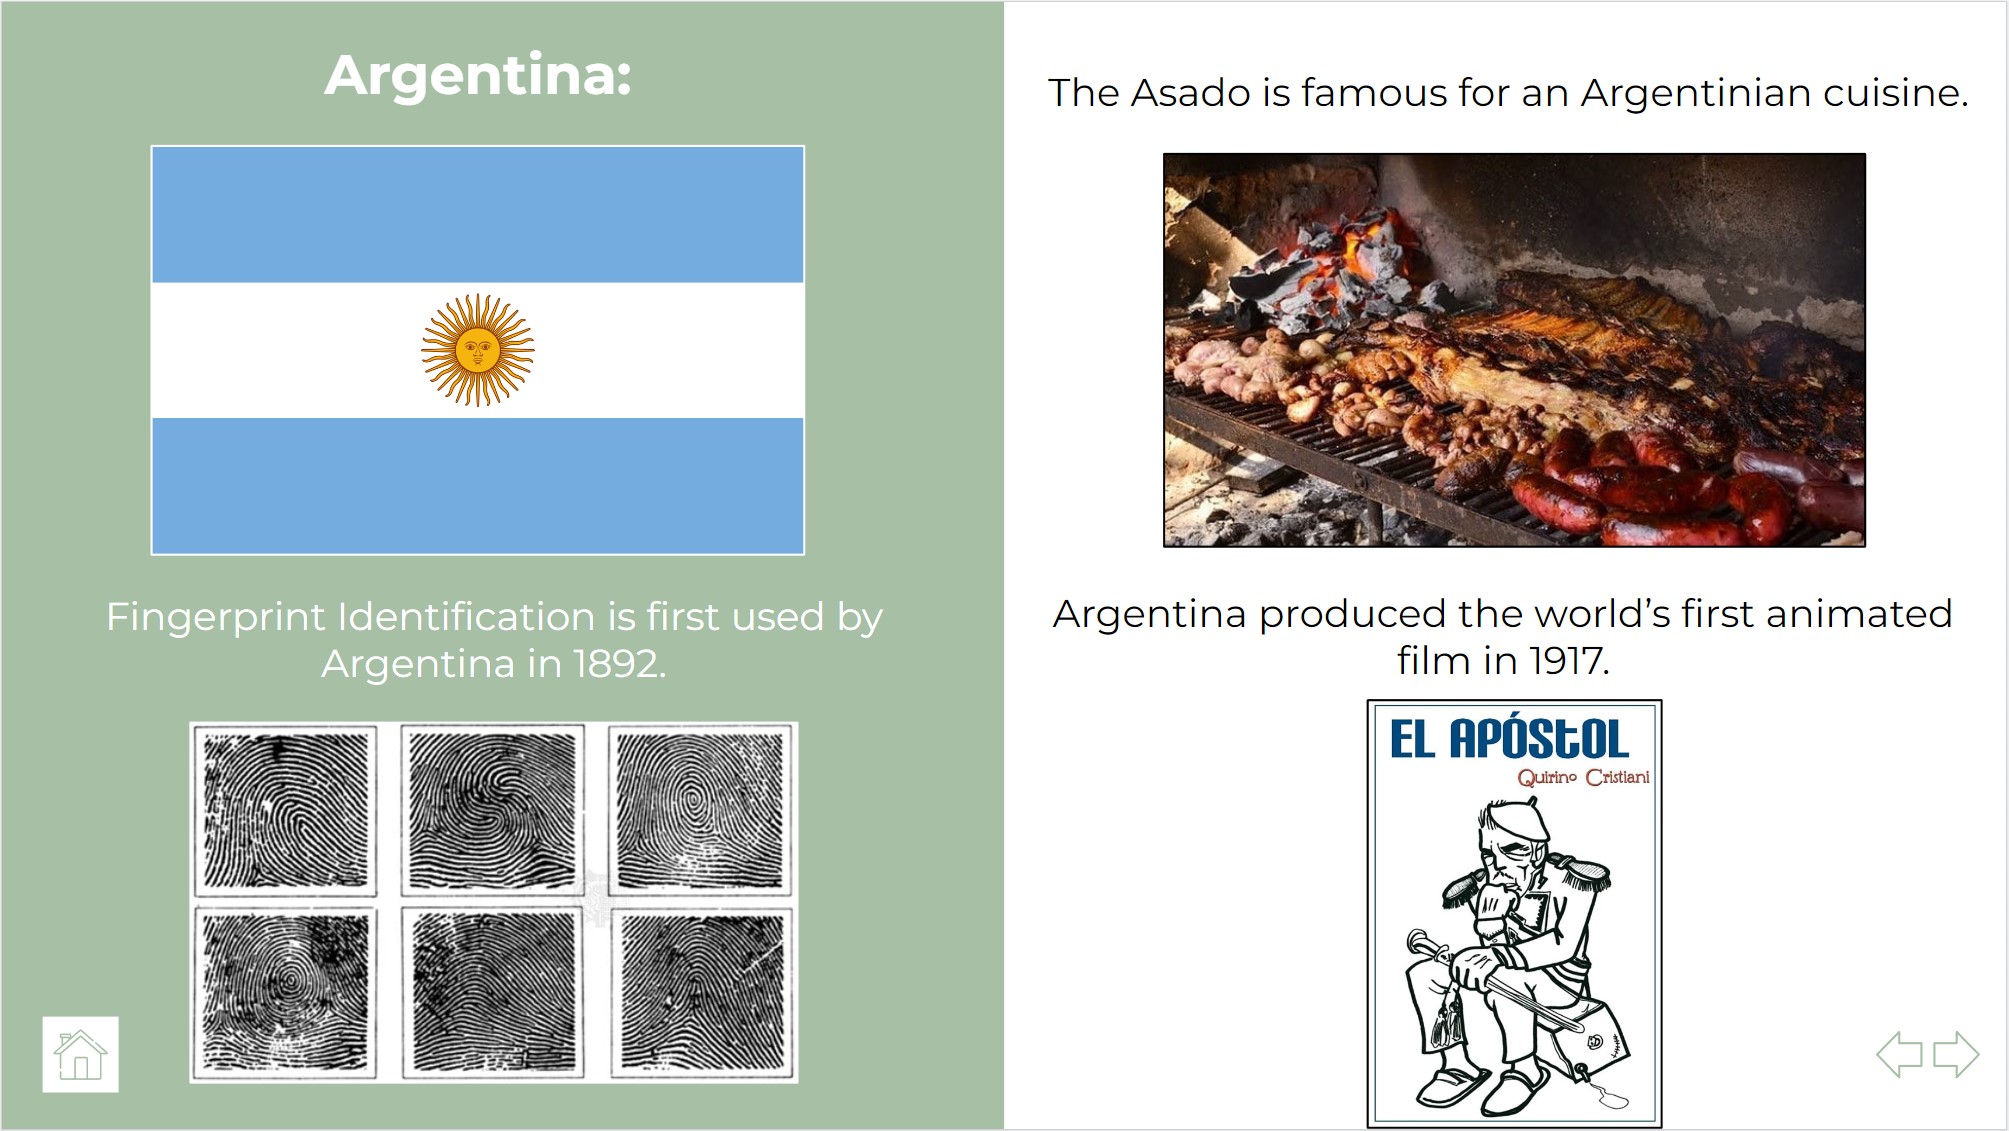 Argentina:
Fingerprint Identification is first used by
Argentina in 1892.
The Asado is famous for an Argentinian cuisine.
Argentina produced the world’s first animated
film in 1917.
EL APÓStOL
Quirino Cristiani